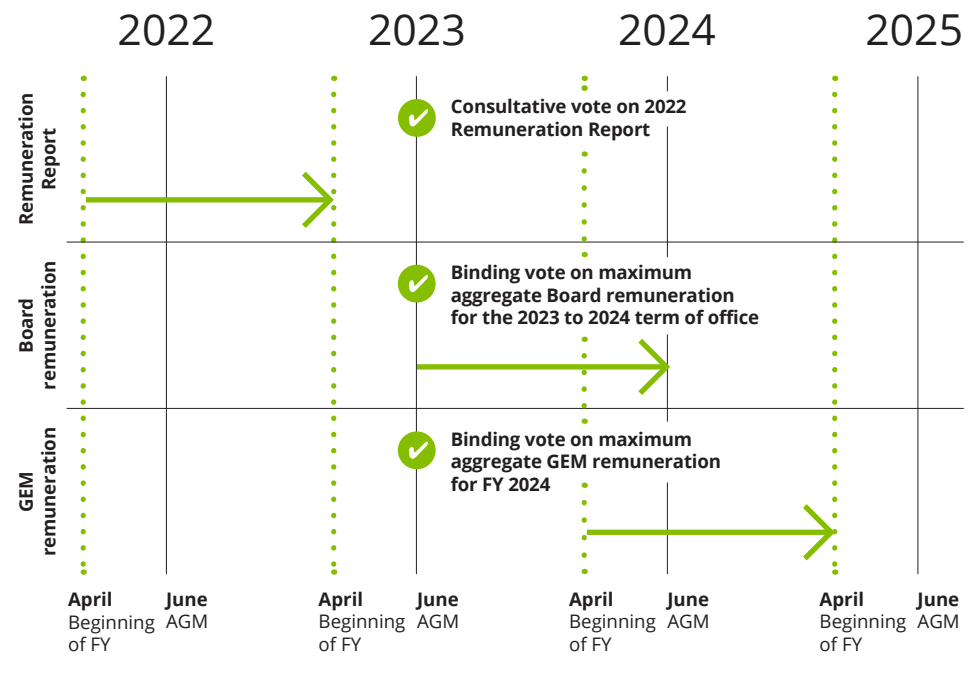 2022
2023
2024
2025
Remuneration
Report
Consultative vote on 2022
Remuneration Report
Board
remuneration
Binding vote on maximum
aggregate Board remuneration
for the 2023 to 2024 term of office
GEM
remuneration
Binding vote on maximum
aggregate GEM remuneration
for FY 2024
April
Beginning
of FY
June
AGM
April
Beginning
of FY
June
AGM
April
Beginning
of FY
June
AGM
April
Beginning
of FY
June
AGM